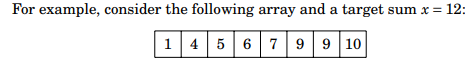 For example, consider the following array and a target sum x = 12:
1 4 5 6 7 9 9 10